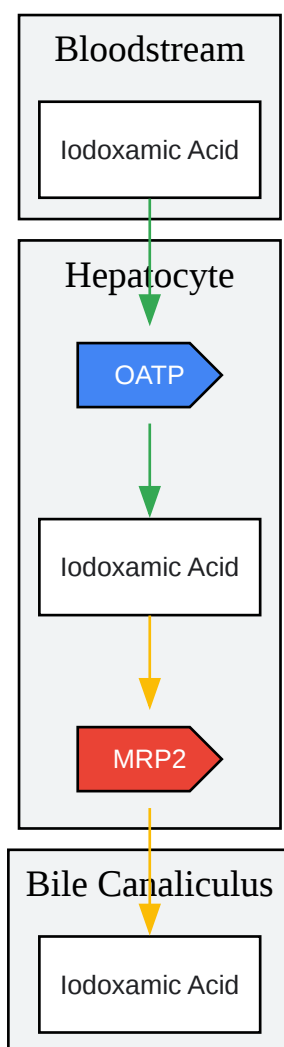 Bloodstream
Iodoxamic Acid
Hepatocyte
OATP
Iodoxamic Acid
MRP2
Bile Canaliculus
Iodoxamic Acid